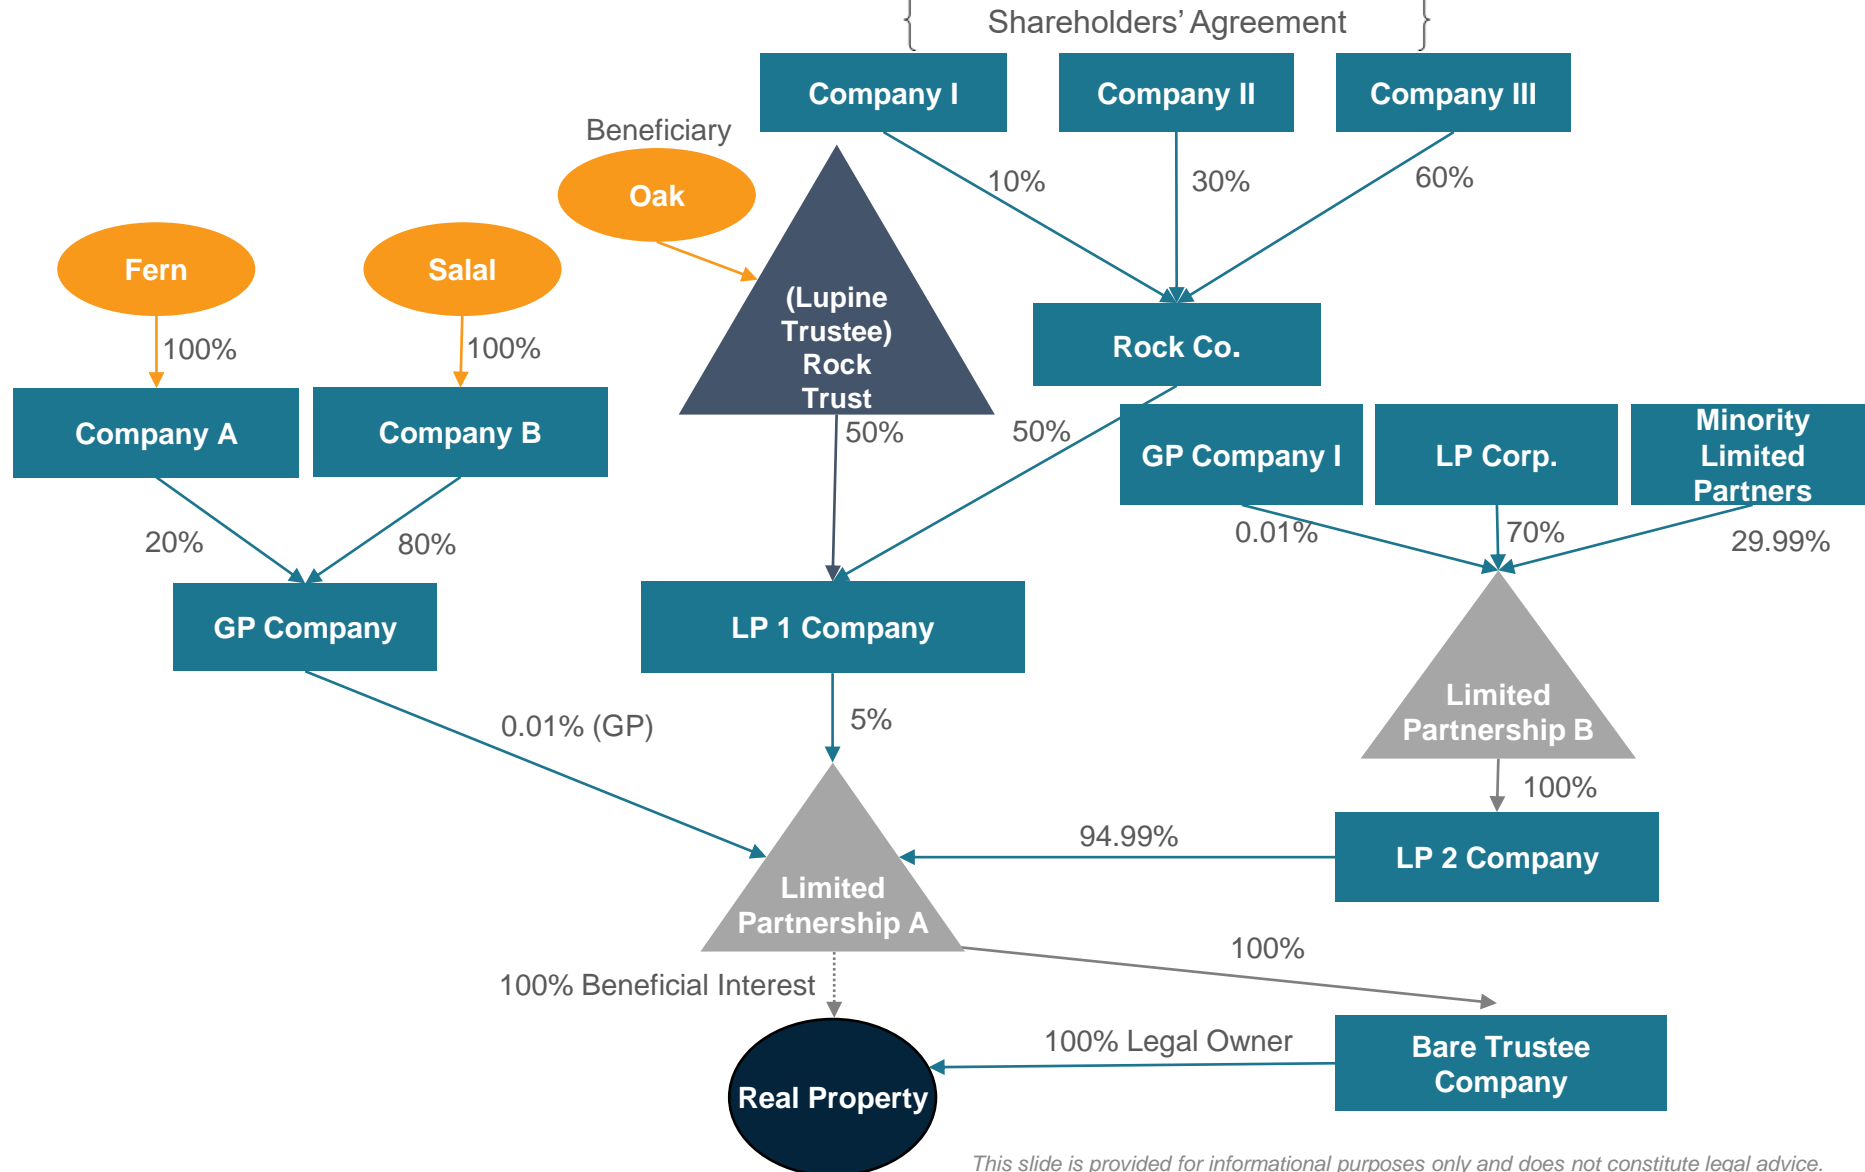 Shareholders' Agreement
Company I
Company II
Company III
Beneficiary
Oak
10%
30%
60%
Fern
Salal
(Lupine
Trustee)
Rock
Trust
Rock Co.
100%
100%
Company A
Company B
50%
50%
GP Company I
LP Corp.
Minority
Limited
Partners
20%
80%
0.01%
70%
29.99%
GP Company
LP 1 Company
Limited
Partnership B
0.01% (GP)
5%
100%
94.99%
LP 2 Company
Limited
Partnership A
100%
100% Beneficial Interest
100% Legal Owner
Bare Trustee
Company
Real Property
This slide is provided for informational purposes only and does not constitute legal advice.